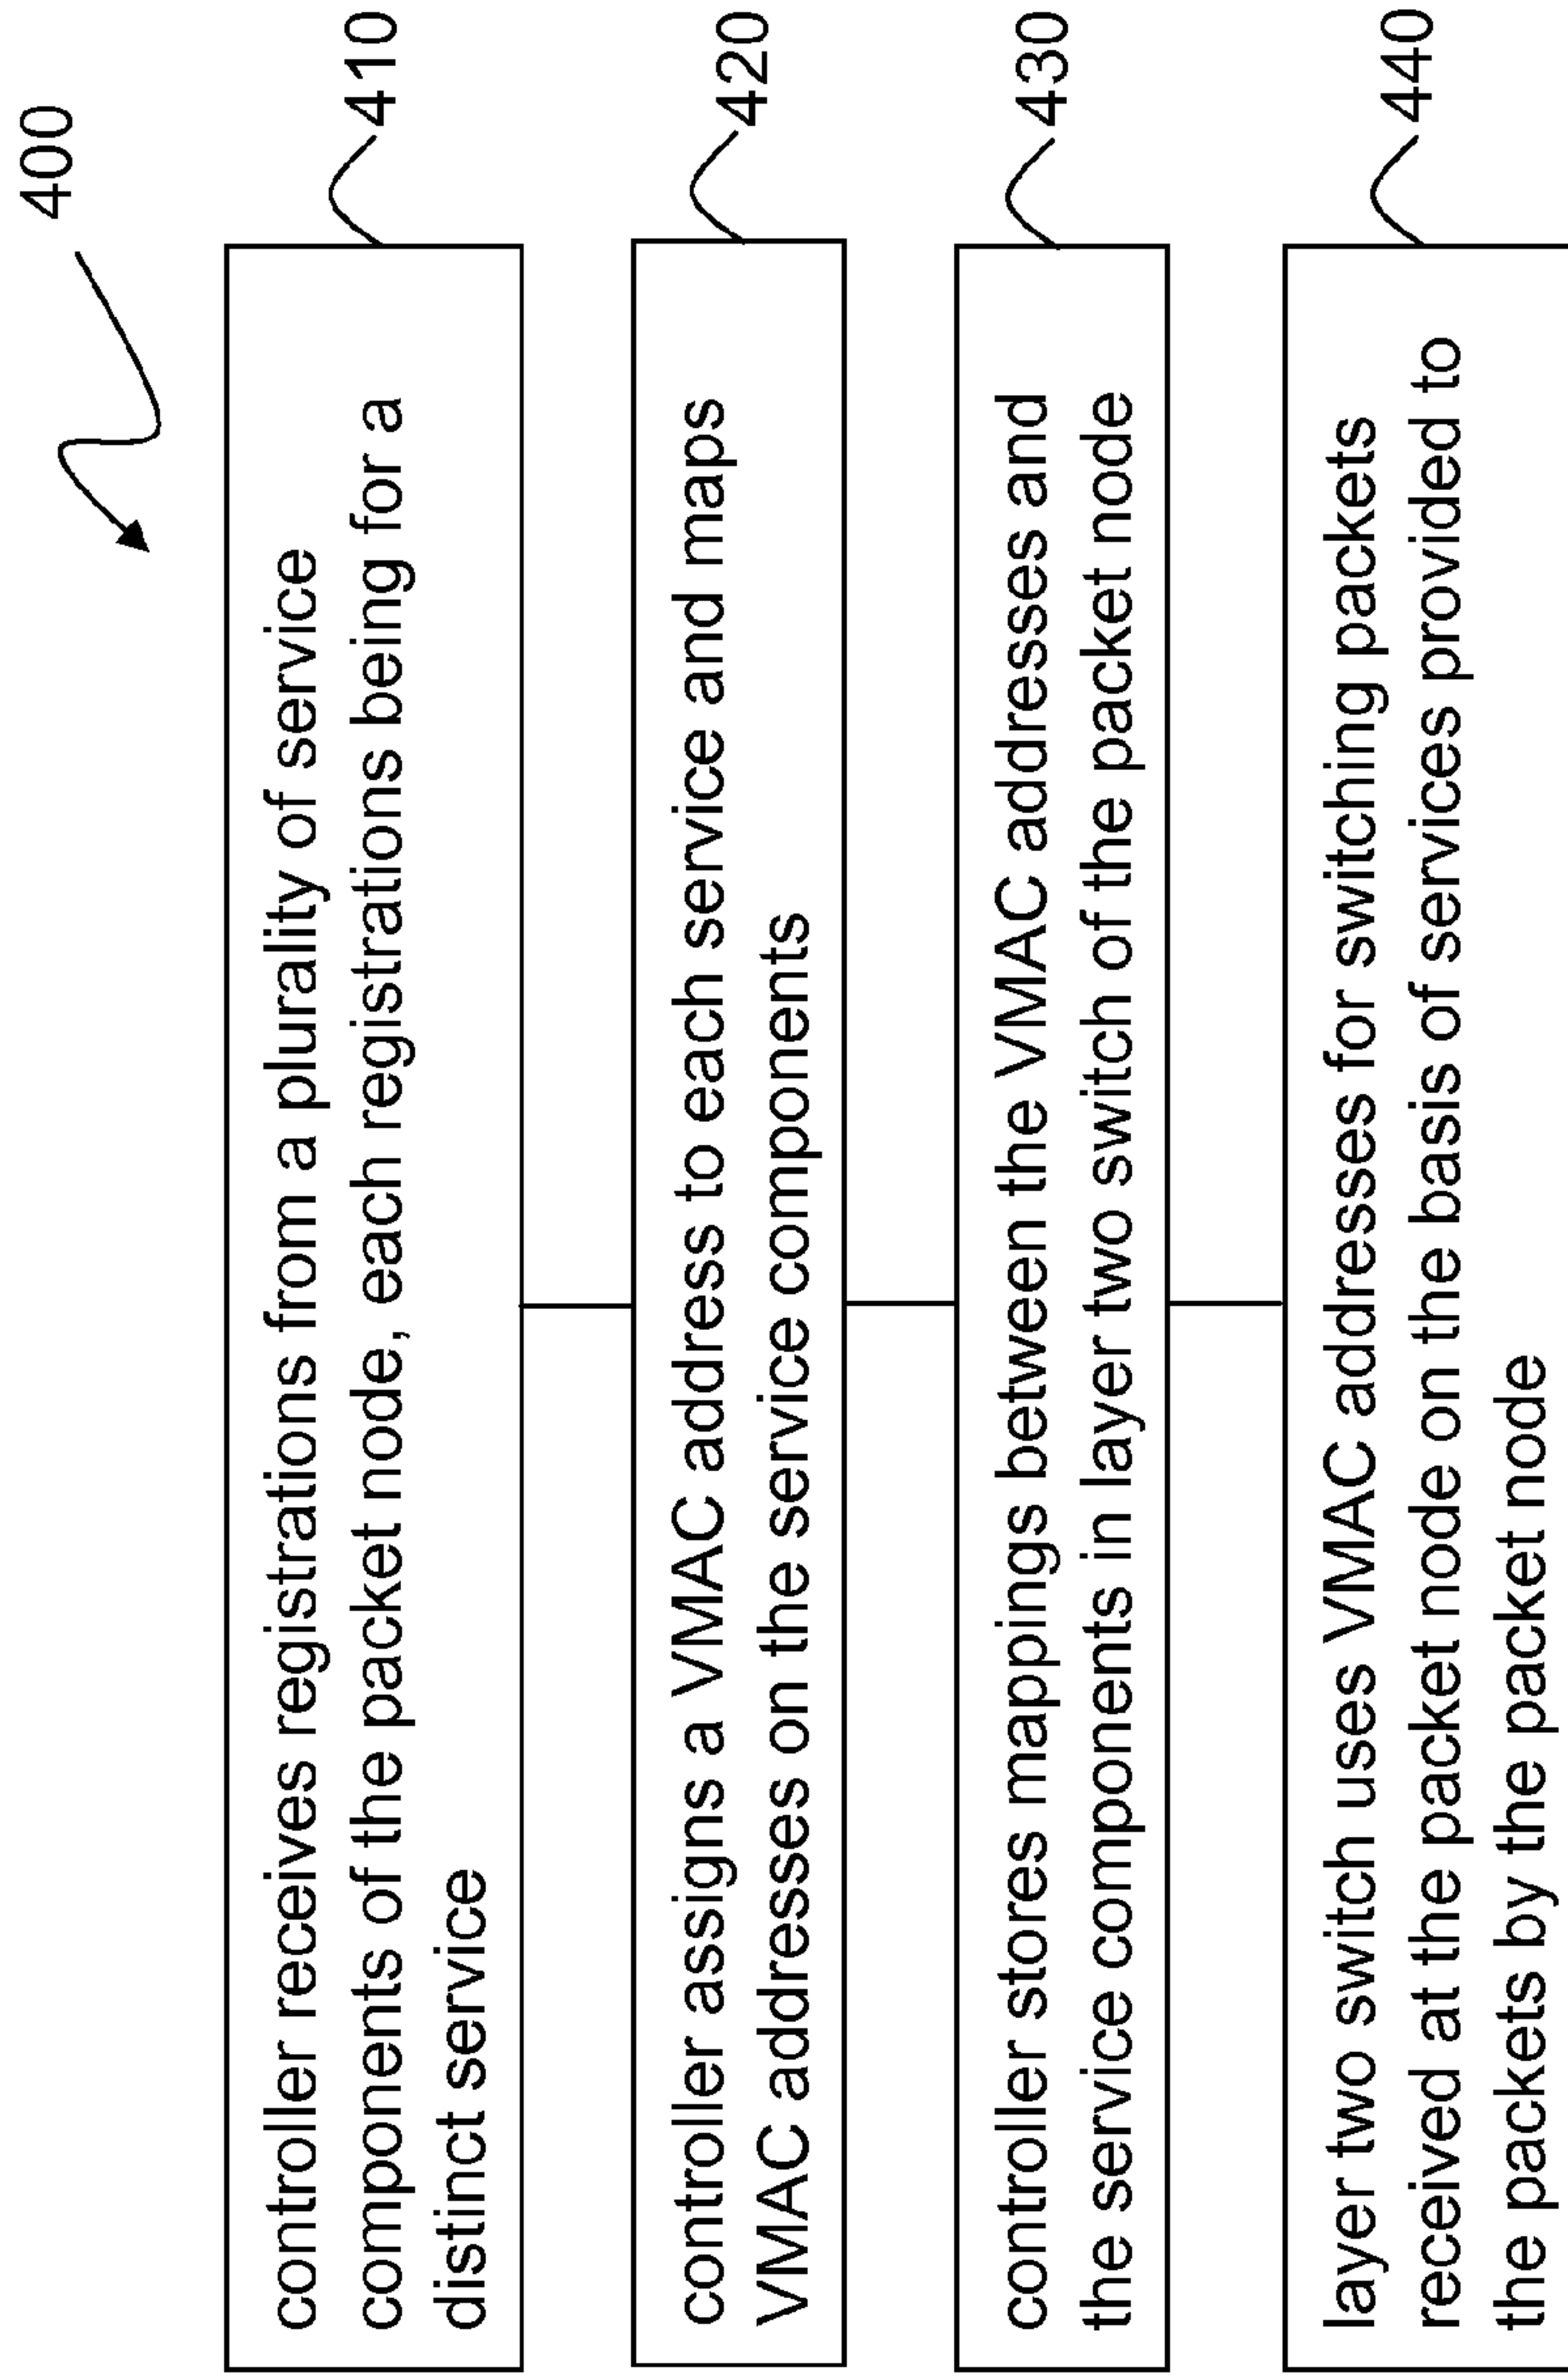 400
controller receives registrations from a plurality of service
components of the packet node, each registrations being for a
distinct service
410
controller assigns a VMAC address to each service and maps
VMAC addresses on the service components
420
controller stores mappings between the VMAC addresses and
the service components in layer two switch of the packet node
430
layer two switch uses VMAC addresses for switching packets
received at the packet node on the basis of services provided to
the packets by the packet node
440